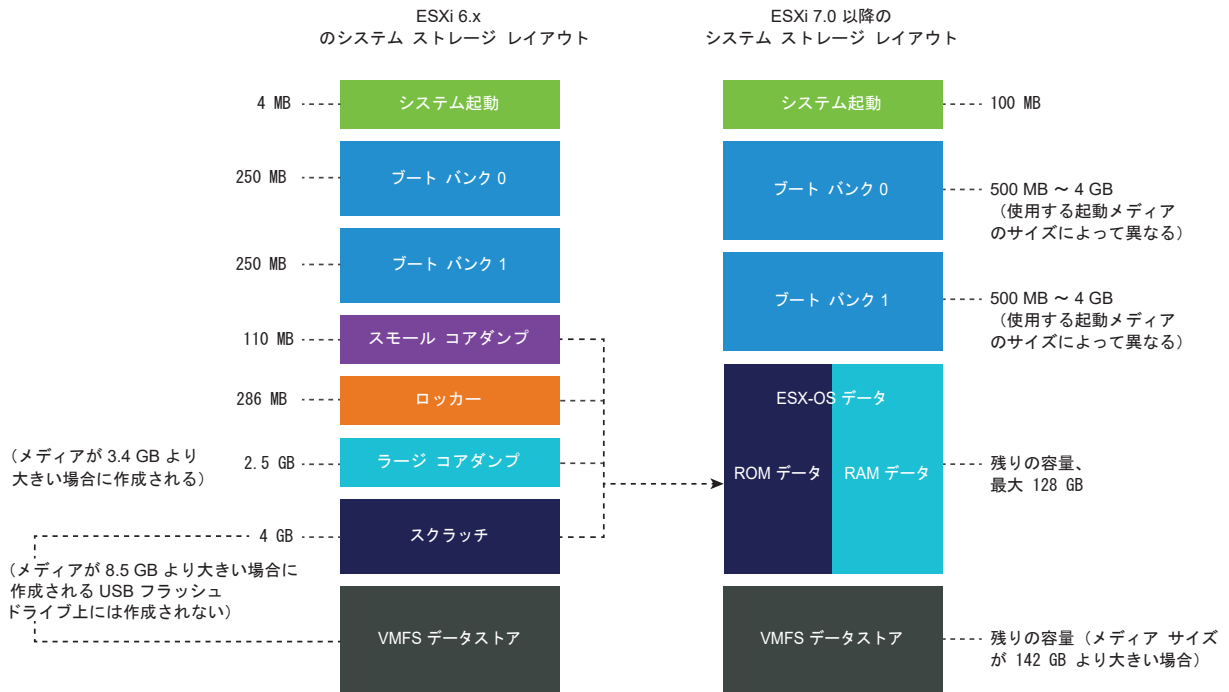 ESXi 6.x
のシステム ストレージ レイアウト
ESXi 7.0 以降の
システム ストレージ レイアウト
4 MB
システム起動
システム起動
100 MB
250 MB
ブート バンク 0
ブート バンク 0
500 MB ～ 4 GB
（使用する起動メディア
のサイズによって異なる）
250 MB
ブート バンク 1
ブート バンク 1
500 MB ～ 4 GB
（使用する起動メディア
のサイズによって異なる）
110 MB
スモール コアダンプ
286 MB
ロッカー
ESX-OS データ
（メディアが 3.4 GB より
大きい場合に作成される）
2.5 GB
ラージ コアダンプ
ROM データ
RAM データ
残りの容量、
最大 128 GB
4 GB
スクラッチ
（メディアが 8.5 GB より大きい場合に
作成される USB フラッシュ
ドライブ上には作成されない）
VMFS データストア
VMFS データストア
残りの容量（メディア サイズ
が 142 GB より大きい場合）